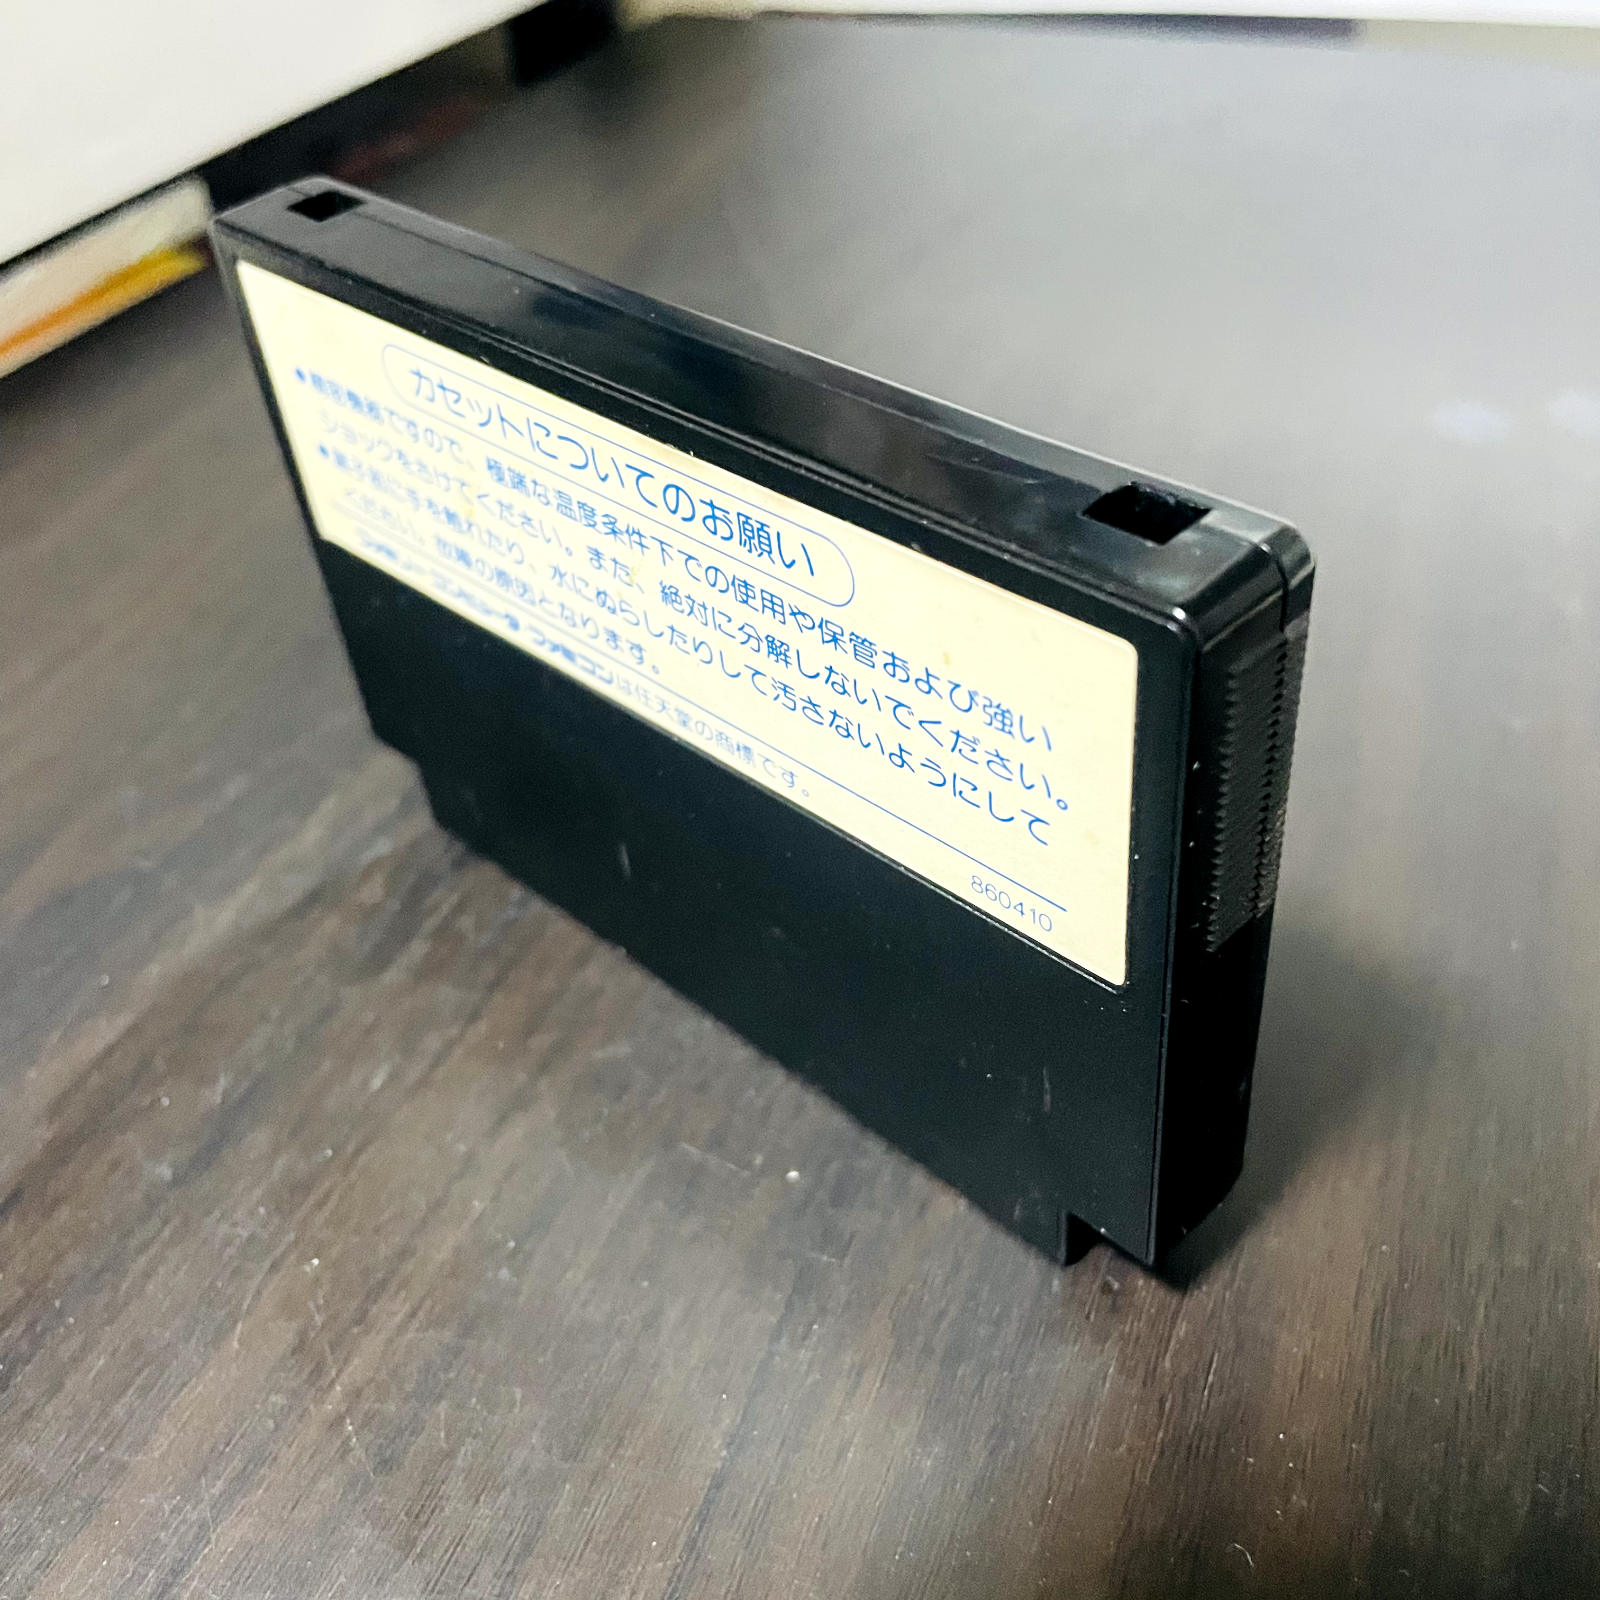 カセットについてのお願い
●精密機器ですので、極端な温度条件下での使用や保管および強い
ショックをさけてください。また、絶対に分解しないでください。
●端子部に手を触れたり、水にぬらしたりして汚さないようにして
ください。故障の原因となります。
ファミリーコンピュータ・ファミコンは任天堂の商標です。
860410